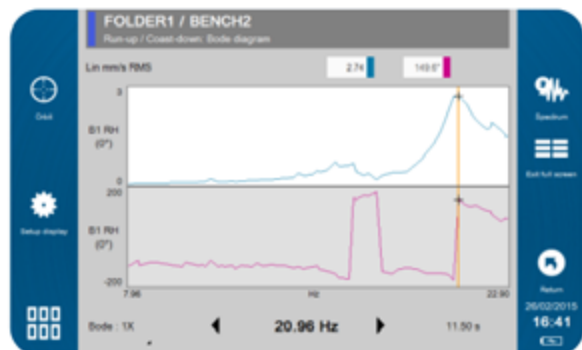 FOLDER1 / BENCH2
Run-up / Coast-down: Bode diagram
Lin mm/s RMS
2.74
149.6°
3
B1 RH
(0°)
0
200
B1 RH
(0°)
-200
7.96
Hz
22.90
Bode : 1X
20.96 Hz
11.50 s
Orbit
Setup display
Spectrum
Exit full screen
Return
26/02/2015
16:41